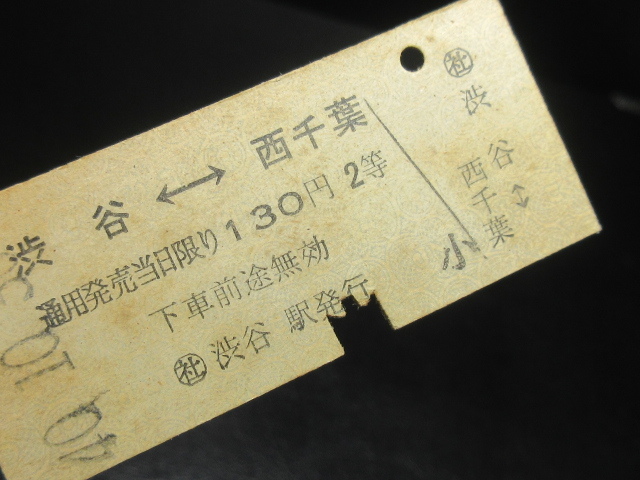 渋谷 ↔ 西千葉
通用発売当日限り 130円 2等
下車前途無効
㊓ 渋谷駅発行
㊓ 渋谷
↕
西千葉
小